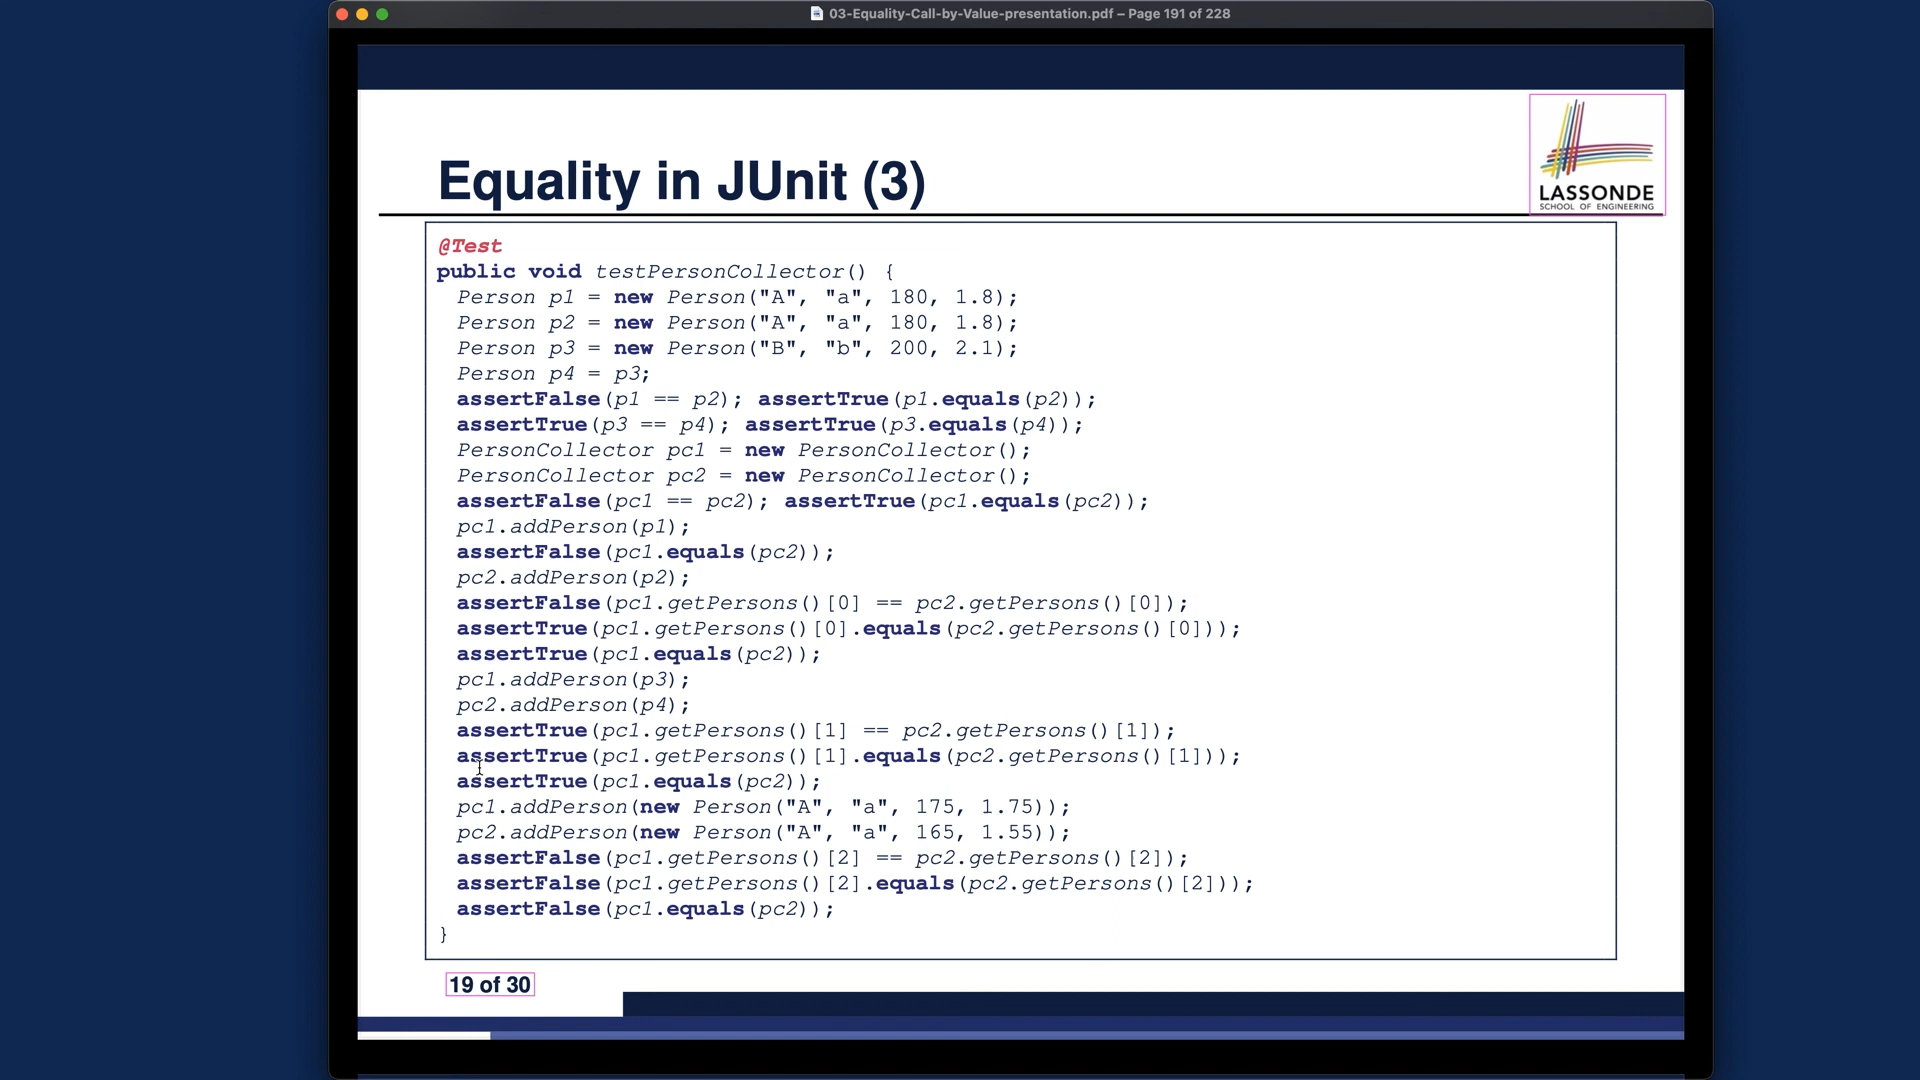 03-Equality-Call-by-Value-presentation.pdf – Page 191 of 228
LASSONDE
SCHOOL OF ENGINEERING
Equality in JUnit (3)
@Test
public void testPersonCollector() {
Person p1 = new Person("A", "a", 180, 1.8);
Person p2 = new Person("A", "a", 180, 1.8);
Person p3 = new Person("B", "b", 200, 2.1);
Person p4 = p3;
assertFalse(p1 == p2); assertTrue(p1.equals(p2));
assertTrue(p3 == p4); assertTrue(p3.equals(p4));
PersonCollector pc1 = new PersonCollector();
PersonCollector pc2 = new PersonCollector();
assertFalse(pc1 == pc2); assertTrue(pc1.equals(pc2));
pc1.addPerson(p1);
assertFalse(pc1.equals(pc2));
pc2.addPerson(p2);
assertFalse(pc1.getPersons()[0] == pc2.getPersons()[0]);
assertTrue(pc1.getPersons()[0].equals(pc2.getPersons()[0]));
assertTrue(pc1.equals(pc2));
pc1.addPerson(p3);
pc2.addPerson(p4);
assertTrue(pc1.getPersons()[1] == pc2.getPersons()[1]);
assertTrue(pc1.getPersons()[1].equals(pc2.getPersons()[1]));
assertTrue(pc1.equals(pc2));
pc1.addPerson(new Person("A", "a", 175, 1.75));
pc2.addPerson(new Person("A", "a", 165, 1.55));
assertFalse(pc1.getPersons()[2] == pc2.getPersons()[2]);
assertFalse(pc1.getPersons()[2].equals(pc2.getPersons()[2]));
assertFalse(pc1.equals(pc2));
}
19 of 30